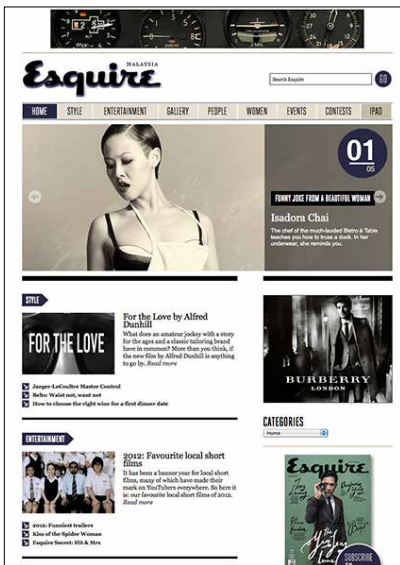 MALAYSIA
Esquire
Search Esquire
GO
HOME
STYLE
ENTERTAINMENT
GALLERY
PEOPLE
WOMEN
EVENTS
CONTESTS
IPAD
01
05
FUNNY JOKE FROM A BEAUTIFUL WOMAN
Isadora Chai
The chef of the much-lauded Bistro à Table
teaches you how to truss a duck. In her
underwear, she reminds you.
STYLE
FOR THE LOVE
For the Love by Alfred
Dunhill
What does an amateur jockey with a story
for the ages and a classic tailoring brand
have in common? More than you think, if
the new film by Alfred Dunhill is anything
to go by. Read more
Jaeger-LeCoultre Master Control
Belts: Waist not, want not
How to choose the right wine for a first dinner date
BURBERRY
LONDON
CATEGORIES
Home
ENTERTAINMENT
2012: Favourite local short
films
It has been a banner year for local short
films, many of which have made their
mark on YouTubers everywhere. So here it
is: our favourite local short films of 2012.
Read more
2012: Funniest trailers
Kiss of the Spider Woman
Esquire Secret: Hit & Mrs
Esquire
SUBSCRIBE
TO